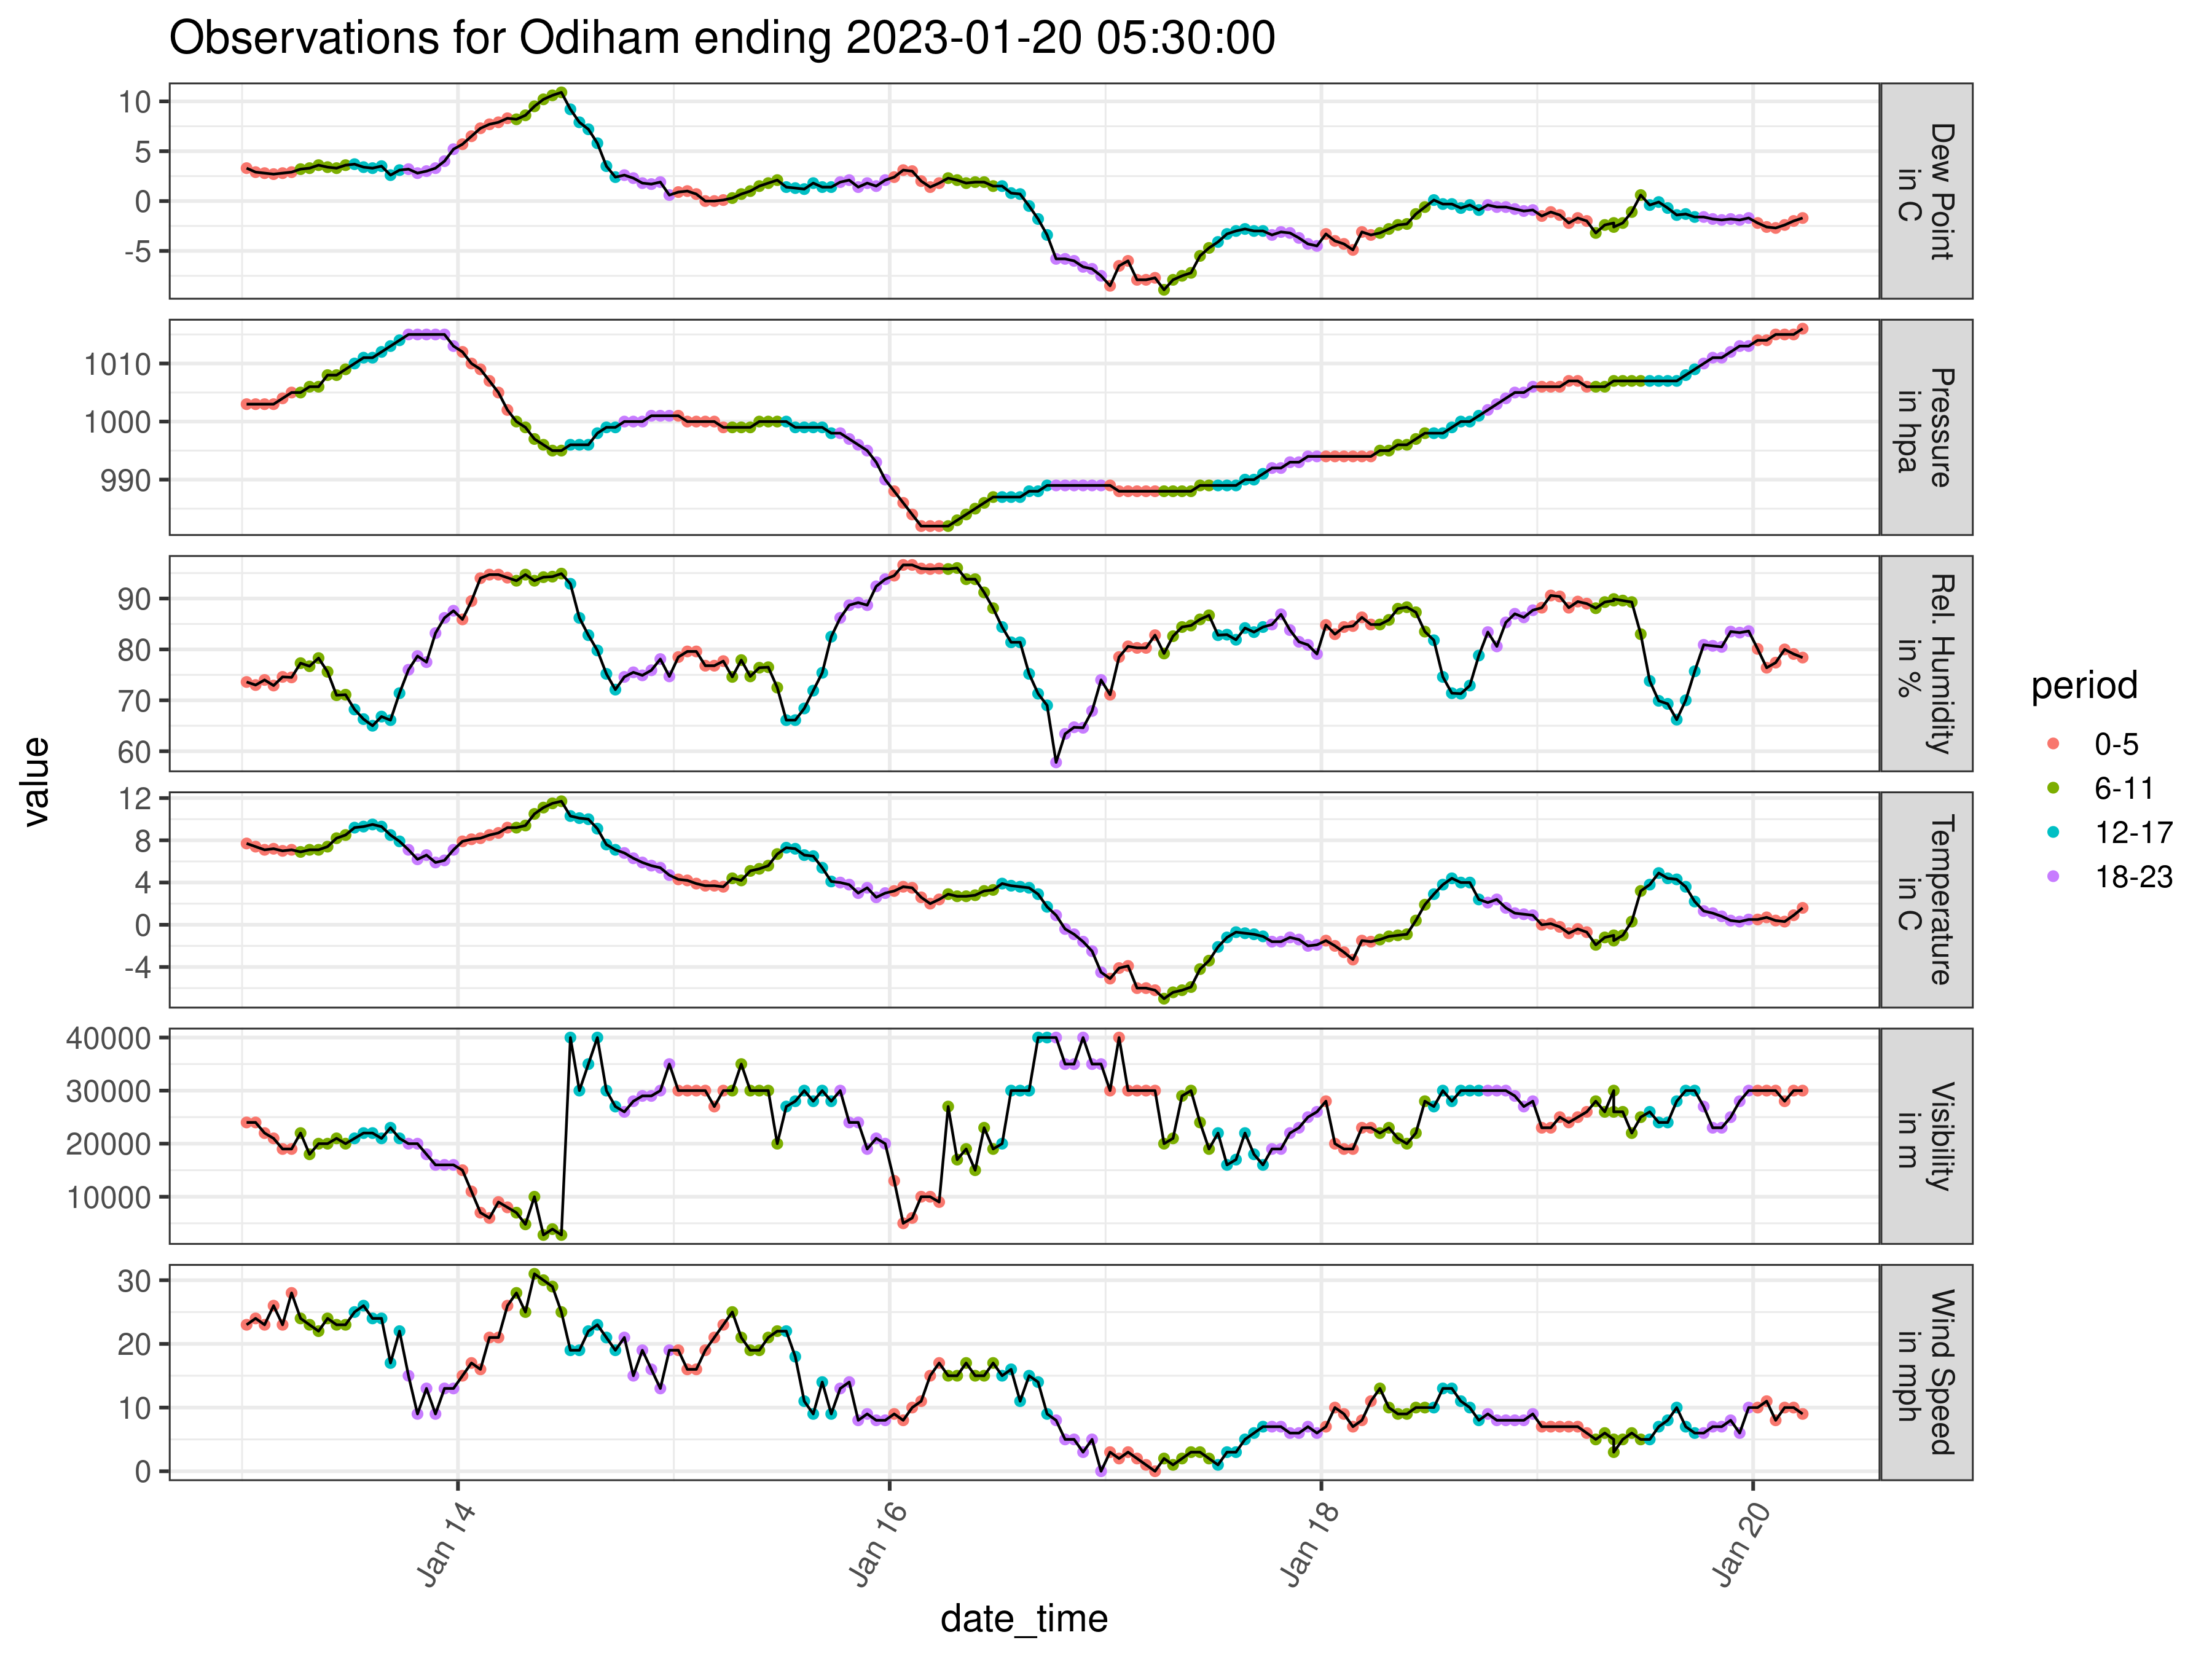 Observations for Odiham ending 2023-01-20 05:30:00
10
5
0
-5
Dew Point
in C
1010
1000
990
Pressure
in hpa
90
80
70
60
Rel. Humidity
in %
12
8
4
0
-4
Temperature
in C
40000
30000
20000
10000
Visibility
in m
30
20
10
0
Wind Speed
in mph
value
Jan 14
Jan 16
Jan 18
Jan 20
date_time
period
0-5
6-11
12-17
18-23